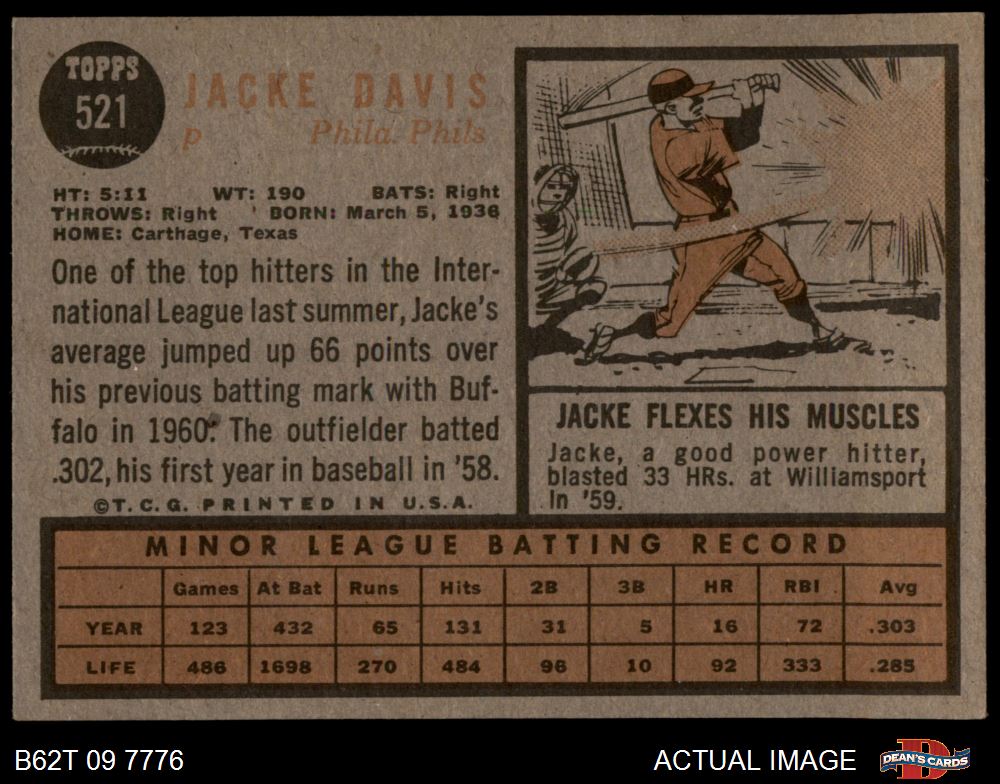 TOPPS
521
JACKE DAVIS
p Phila. Phils
HT: 5:11 WT: 190 BATS: Right
THROWS: Right BORN: March 5, 1936
HOME: Carthage, Texas
One of the top hitters in the Inter-
national League last summer, Jacke's
average jumped up 66 points over
his previous batting mark with Buf-
falo in 1960. The outfielder batted
.302, his first year in baseball in '58.
©T.C.G. PRINTED IN U.S.A.
JACKE FLEXES HIS MUSCLES
Jacke, a good power hitter,
blasted 33 HRs. at Williamsport
in '59.
MINOR LEAGUE BATTING RECORD
Games At Bat Runs Hits 2B 3B HR RBI Avg
YEAR 123 432 65 131 31 5 16 72 .303
LIFE 486 1698 270 484 96 10 92 333 .285
B62T 09 7776 ACTUAL IMAGE
D
DEAN'S CARDS